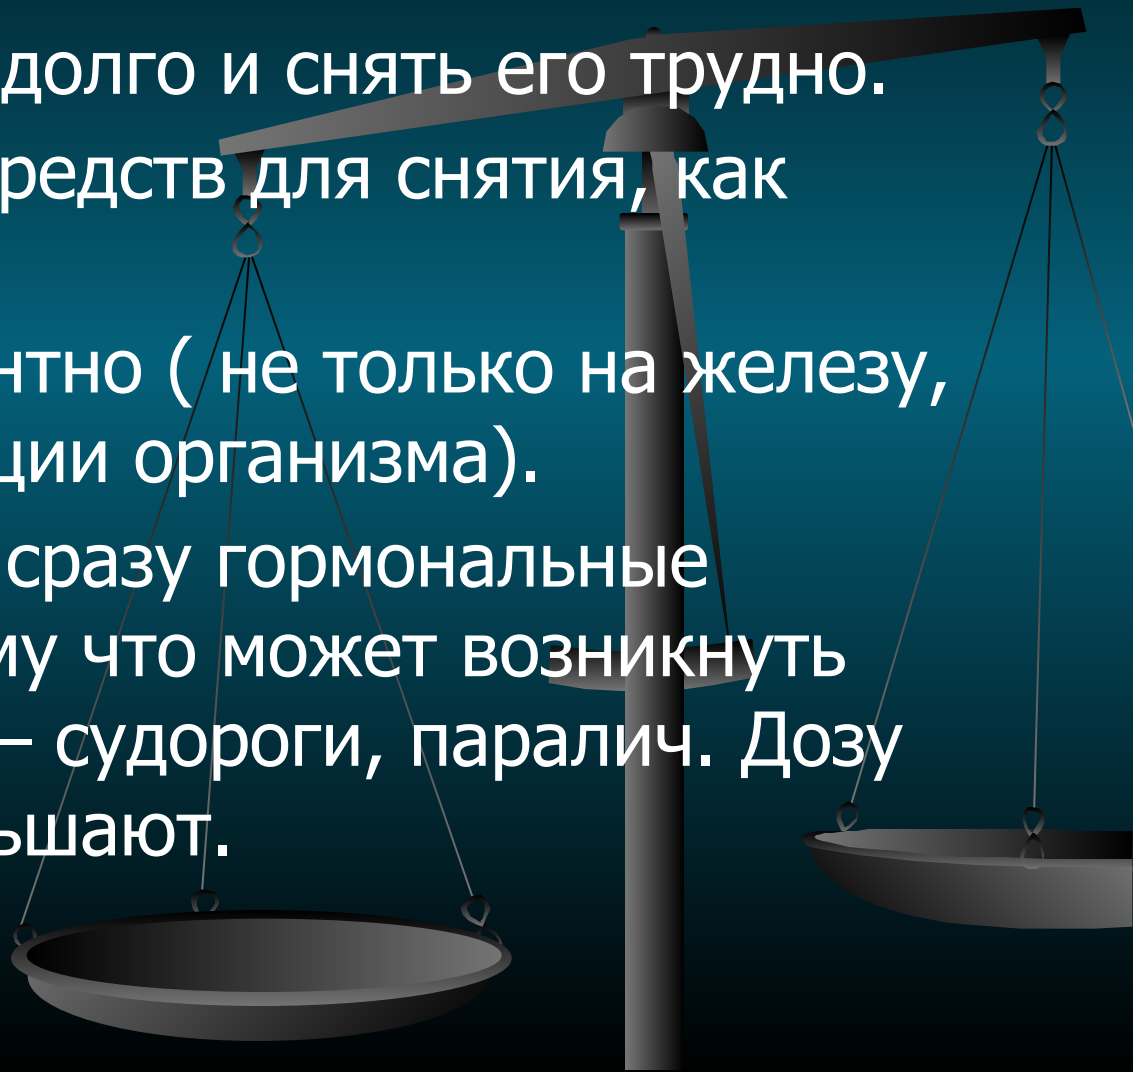 долго и снять его трудно.
редств для снятия, как
нтно ( не только на железу,
ции организма).
сразу гормональные
му что может возникнуть
– судороги, паралич. Дозу
ьшают.